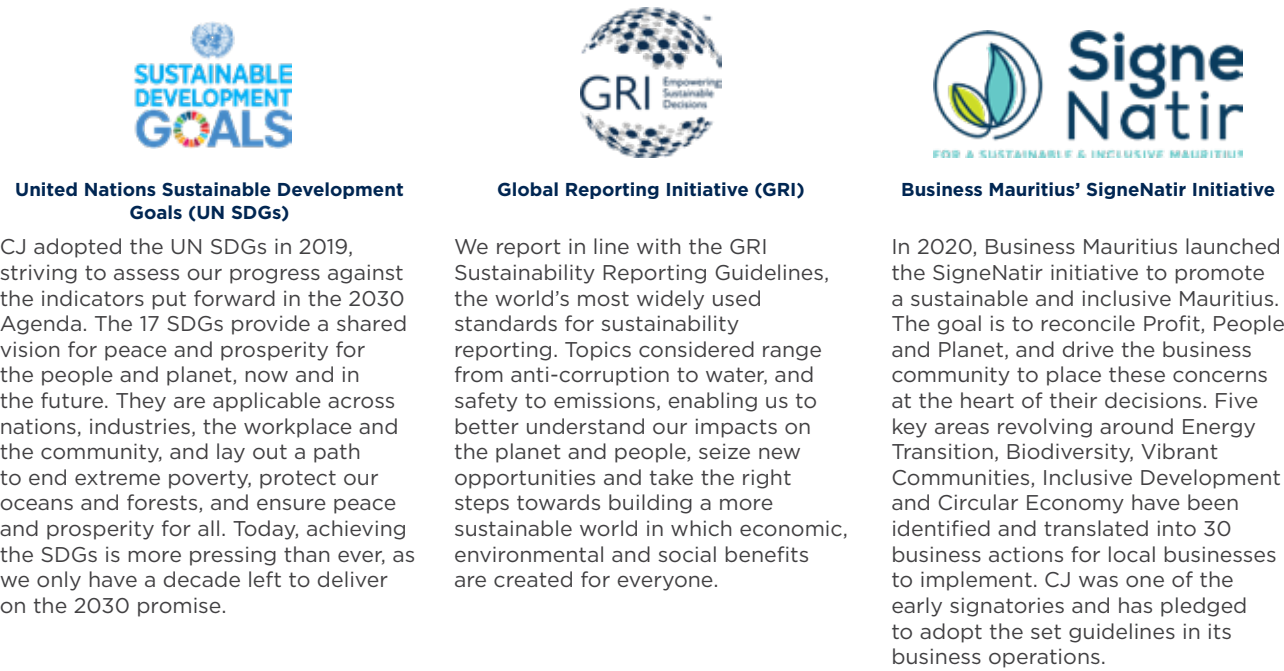 SUSTAINABLE
DEVELOPMENT
GOALS
United Nations Sustainable Development
Goals (UN SDGs)
CJ adopted the UN SDGs in 2019,
striving to assess our progress against
the indicators put forward in the 2030
Agenda. The 17 SDGs provide a shared
vision for peace and prosperity for
the people and planet, now and in
the future. They are applicable across
nations, industries, the workplace and
the community, and lay out a path
to end extreme poverty, protect our
oceans and forests, and ensure peace
and prosperity for all. Today, achieving
the SDGs is more pressing than ever, as
we only have a decade left to deliver
on the 2030 promise.
GRI
Empowering
Sustainable
Decisions
Global Reporting Initiative (GRI)
We report in line with the GRI
Sustainability Reporting Guidelines,
the world’s most widely used
standards for sustainability
reporting. Topics considered range
from anti-corruption to water, and
safety to emissions, enabling us to
better understand our impacts on
the planet and people, seize new
opportunities and take the right
steps towards building a more
sustainable world in which economic,
environmental and social benefits
are created for everyone.
Signe
Natir
FOR A SUSTAINABLE & INCLUSIVE MAURITIUS
Business Mauritius’ SigneNatir Initiative
In 2020, Business Mauritius launched
the SigneNatir initiative to promote
a sustainable and inclusive Mauritius.
The goal is to reconcile Profit, People
and Planet, and drive the business
community to place these concerns
at the heart of their decisions. Five
key areas revolving around Energy
Transition, Biodiversity, Vibrant
Communities, Inclusive Development
and Circular Economy have been
identified and translated into 30
business actions for local businesses
to implement. CJ was one of the
early signatories and has pledged
to adopt the set guidelines in its
business operations.